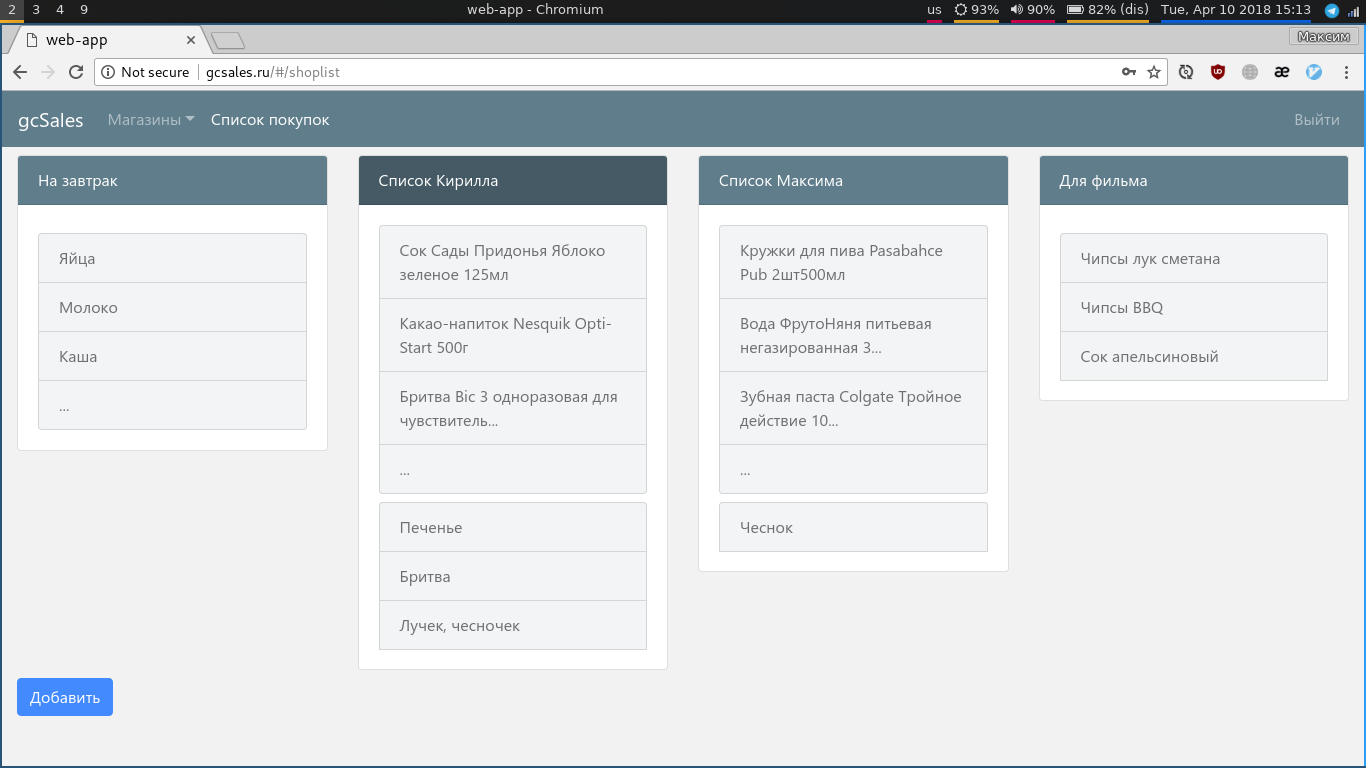 2 3 4 9 web-app - Chromium us 93% 90% 82% (dis) Tue, Apr 10 2018 15:13
web-app Максим
Not secure gcsales.ru/#/shoplist
gcSales Магазины Список покупок Выйти
На завтрак
Яйца
Молоко
Каша
...
Список Кирилла
Сок Сады Придонья Яблоко
зеленое 125мл
Какао-напиток Nesquik Opti-
Start 500г
Бритва Bic 3 одноразовая для
чувствитель...
...
Печенье
Бритва
Лучек, чесночек
Список Максима
Кружки для пива Pasabahce
Pub 2шт500мл
Вода ФрутоНяня питьевая
негазированная 3...
Зубная паста Colgate Тройное
действие 10...
...
Чеснок
Для фильма
Чипсы лук сметана
Чипсы BBQ
Сок апельсиновый
Добавить